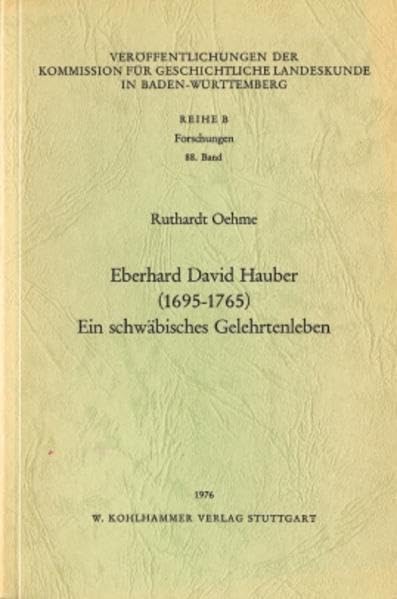 VERÖFFENTLICHUNGEN DER
KOMMISSION FÜR GESCHICHTLICHE LANDESKUNDE
IN BADEN-WÜRTTEMBERG
REIHE B
Forschungen
88. Band
Ruthardt Oehme
Eberhard David Hauber
(1695-1765)
Ein schwäbisches Gelehrtenleben
1976
W. KOHLHAMMER VERLAG STUTTGART